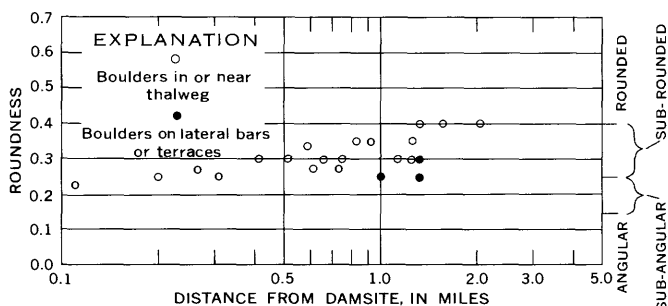 0.7
0.6
0.5
0.4
0.3
0.2
0.1
0.0
ROUNDNESS
EXPLANATION
Boulders in or near
thalweg
Boulders on lateral bars
or terraces
0.1
0.5
1.0
2.0
3.0
5.0
DISTANCE FROM DAMSITE, IN MILES
ROUNDED
ANGULAR
SUB-ROUNDED
SUB-ANGULAR